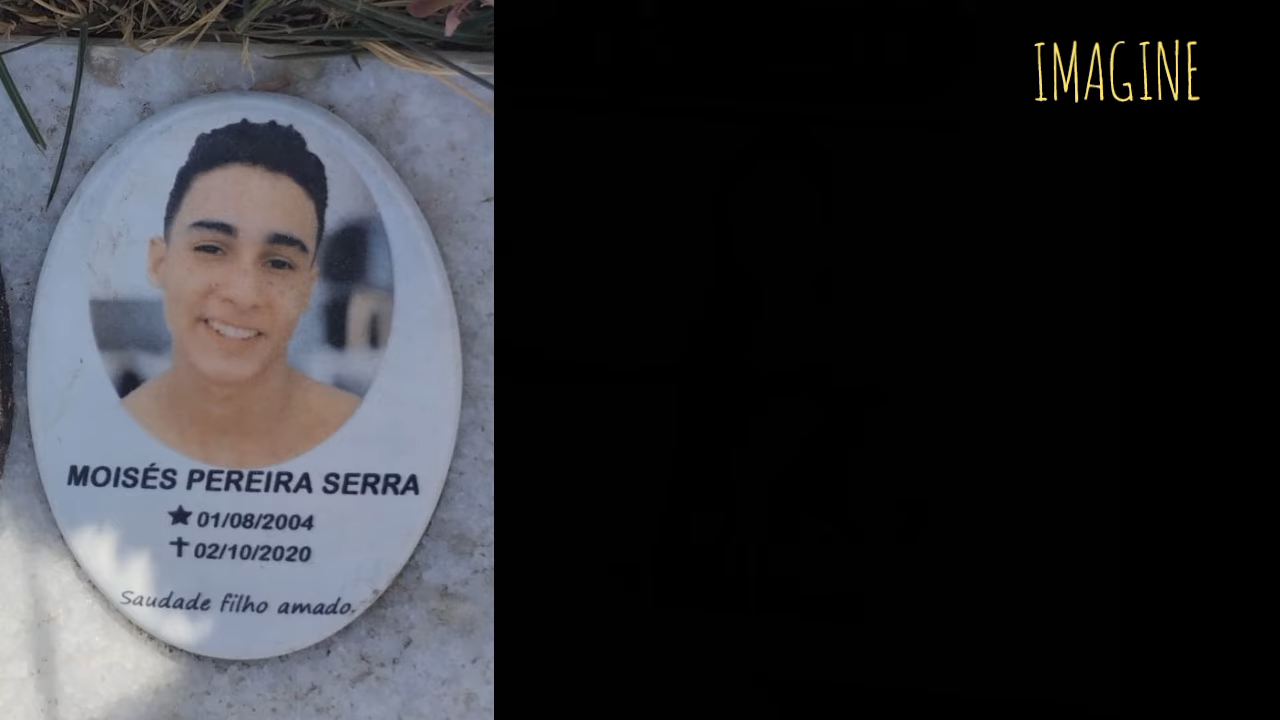 MOISÉS PEREIRA SERRA
★ 01/08/2004
✝ 02/10/2020
Saudade filho amado.
IMAGINE